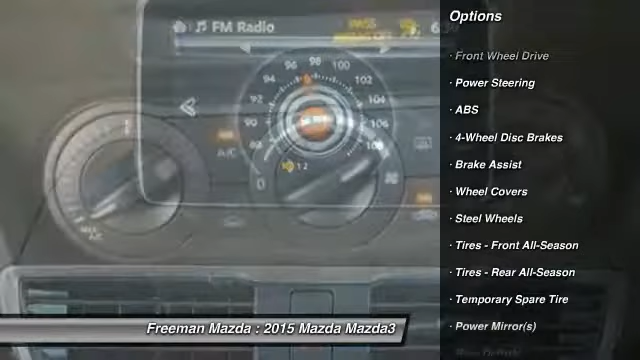 FM Radio
PASS
Options
· Front Wheel Drive
· Power Steering
· ABS
· 4-Wheel Disc Brakes
· Brake Assist
· Wheel Covers
· Steel Wheels
· Tires - Front All-Season
· Tires - Rear All-Season
· Temporary Spare Tire
· Power Mirror(s)
96 98 100
94 102
92 104
90 106
A/C
0
Freeman Mazda : 2015 Mazda Mazda3